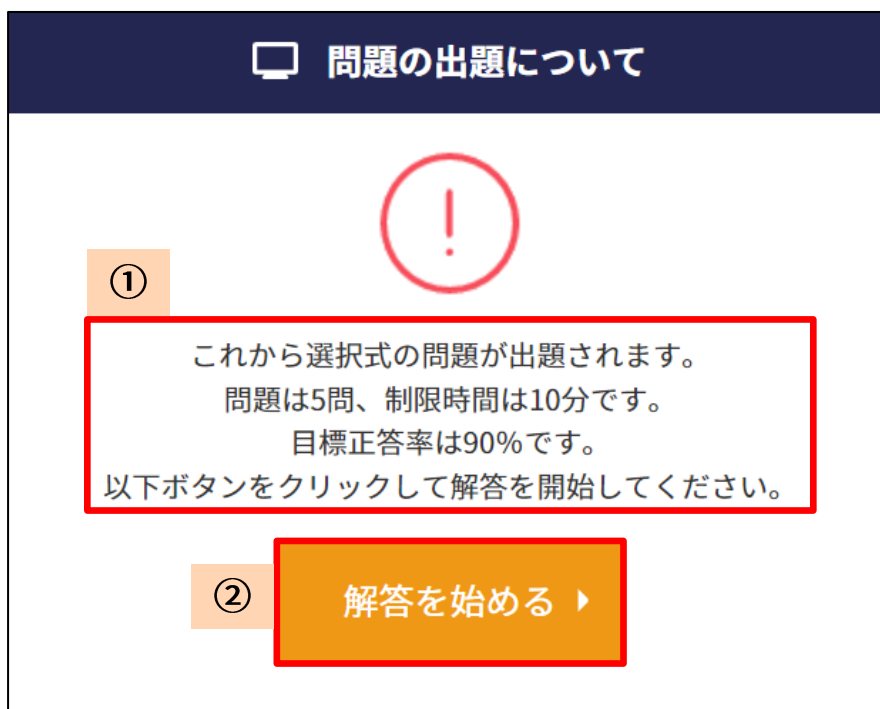 問題の出題について
①
これから選択式の問題が出題されます。
問題は5問、制限時間は10分です。
目標正答率は90%です。
以下ボタンをクリックして解答を開始してください。
②
解答を始める